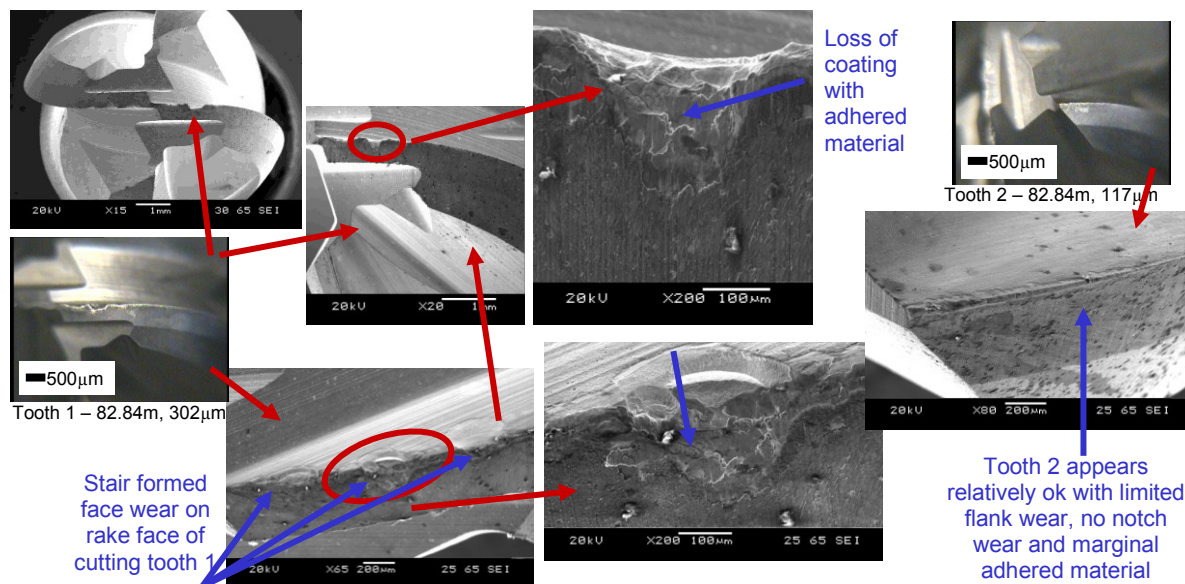 20kV X15 1mm 30 65 SEI
500μm
Tooth 1 – 82.84m, 302μm
20kV X20 1mm
20kV X200 100μm
Loss of
coating
with
adhered
material
500μm
Tooth 2 – 82.84m, 117μm
20kV X80 200μm 25 65 SEI
Stair formed
face wear on
rake face of
cutting tooth 1
20kV X65 200μm 25 65 SEI
20kV X200 100μm 25 65 SEI
Tooth 2 appears
relatively ok with limited
flank wear, no notch
wear and marginal
adhered material